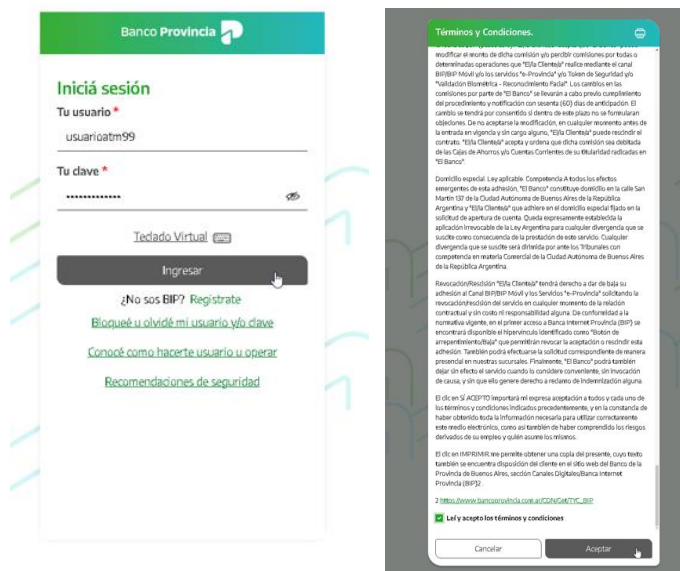 Banco Provincia
Iniciá sesión
Tu usuario *
usuarioatm99
Tu clave *
•••••••••••••
Teclado Virtual
Ingresar
¿No sos BIP? Registrate
Bloqueé u olvidé mi usuario y/o clave
Conocé como hacerte usuario u operar
Recomendaciones de seguridad
Términos y Condiciones.
modificar el monto de dicha comisión y/o percibir comisiones por todas o
determinadas operaciones que "El/la Cliente/a" realice mediante el canal
BIP/BIP Móvil y/o los servicios "e-Provincia" y/o Token de Seguridad y/o
"Validación Biométrica - Reconocimiento Facial". Los cambios en las
comisiones por parte de "El Banco" se llevarán a cabo previo cumplimiento
del procedimiento y notificación con sesenta (60) días de anticipación. El
cambio se tendrá por consentido si dentro de este plazo no se formularan
objeciones. De no aceptarse la modificación, en cualquier momento antes de
la entrada en vigencia y sin cargo alguno, "El/la Cliente/a" puede rescindir el
contrato. "El/la Cliente/a" acepta y ordena que dicha comisión sea debitada
de las Cajas de Ahorros y/o Cuentas Corrientes de su titularidad radicadas en
"El Banco".
Domicilio especial. Ley aplicable. Competencia A todos los efectos
emergentes de esta adhesión, "El Banco" constituye domicilio en la calle San
Martín 137 de la Ciudad Autónoma de Buenos Aires de la República
Argentina y "El/la Cliente/a" que adhiere en el domicilio especial fijado en la
solicitud de apertura de cuenta. Queda expresamente establecida la
aplicación irrevocable de la Ley Argentina para cualquier divergencia que se
suscite como consecuencia de la prestación de este servicio. Cualquier
divergencia que se suscite será dirimida por ante los Tribunales con
competencia en materia Comercial de la Ciudad Autónoma de Buenos Aires
de la República Argentina.
Revocación/Rescisión "El/la Cliente/a" tendrá derecho a dar de baja su
adhesión al Canal BIP/BIP Móvil y los Servicios "e-Provincia" solicitando la
revocación/rescisión del servicio en cualquier momento de la relación
contractual y sin costo ni responsabilidad alguna. De conformidad a la
normativa vigente, en el primer acceso a Banca Internet Provincia (BIP) se
encontrará disponible el hipervínculo identificado como "Botón de
arrepentimiento/Baja" que permitirán revocar la aceptación o rescindir esta
adhesión. También podrá efectuarse la solicitud correspondiente de manera
presencial en nuestras sucursales. Finalmente, "El Banco" podrá también
dejar sin efecto el servicio cuando lo considere conveniente, sin invocación
de causa, y sin que ello genere derecho a reclamo de indemnización alguna.
El clic en SÍ ACEPTO importará mi expresa aceptación a todos y cada uno de
los términos y condiciones indicados precedentemente, y en la constancia de
haber obtenido toda la información necesaria para utilizar correctamente
este medio electrónico, como así también de haber comprendido los riesgos
derivados de su empleo y quién asume los mismos.
El clic en IMPRIMIR me permite obtener una copia del presente, cuyo texto
también se encuentra disposición del cliente en el sitio web del Banco de la
Provincia de Buenos Aires, sección Canales Digitales/Banca Internet
Provincia (BIP)2 .
2 https://www.bancoprovincia.com.ar/CDN/Get/TYC_BIP
Leí y acepto los términos y condiciones
Cancelar
Aceptar